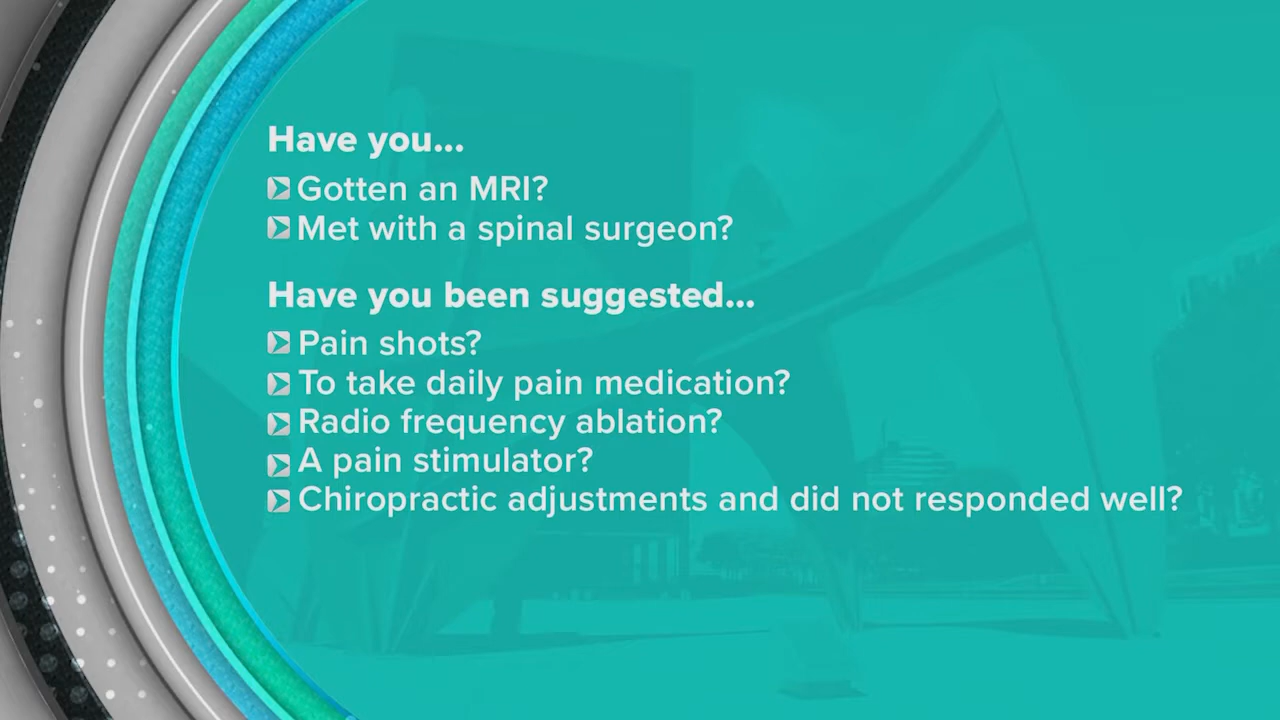 Have you...
Gotten an MRI?
Met with a spinal surgeon?
Have you been suggested...
Pain shots?
To take daily pain medication?
Radio frequency ablation?
A pain stimulator?
Chiropractic adjustments and did not responded well?